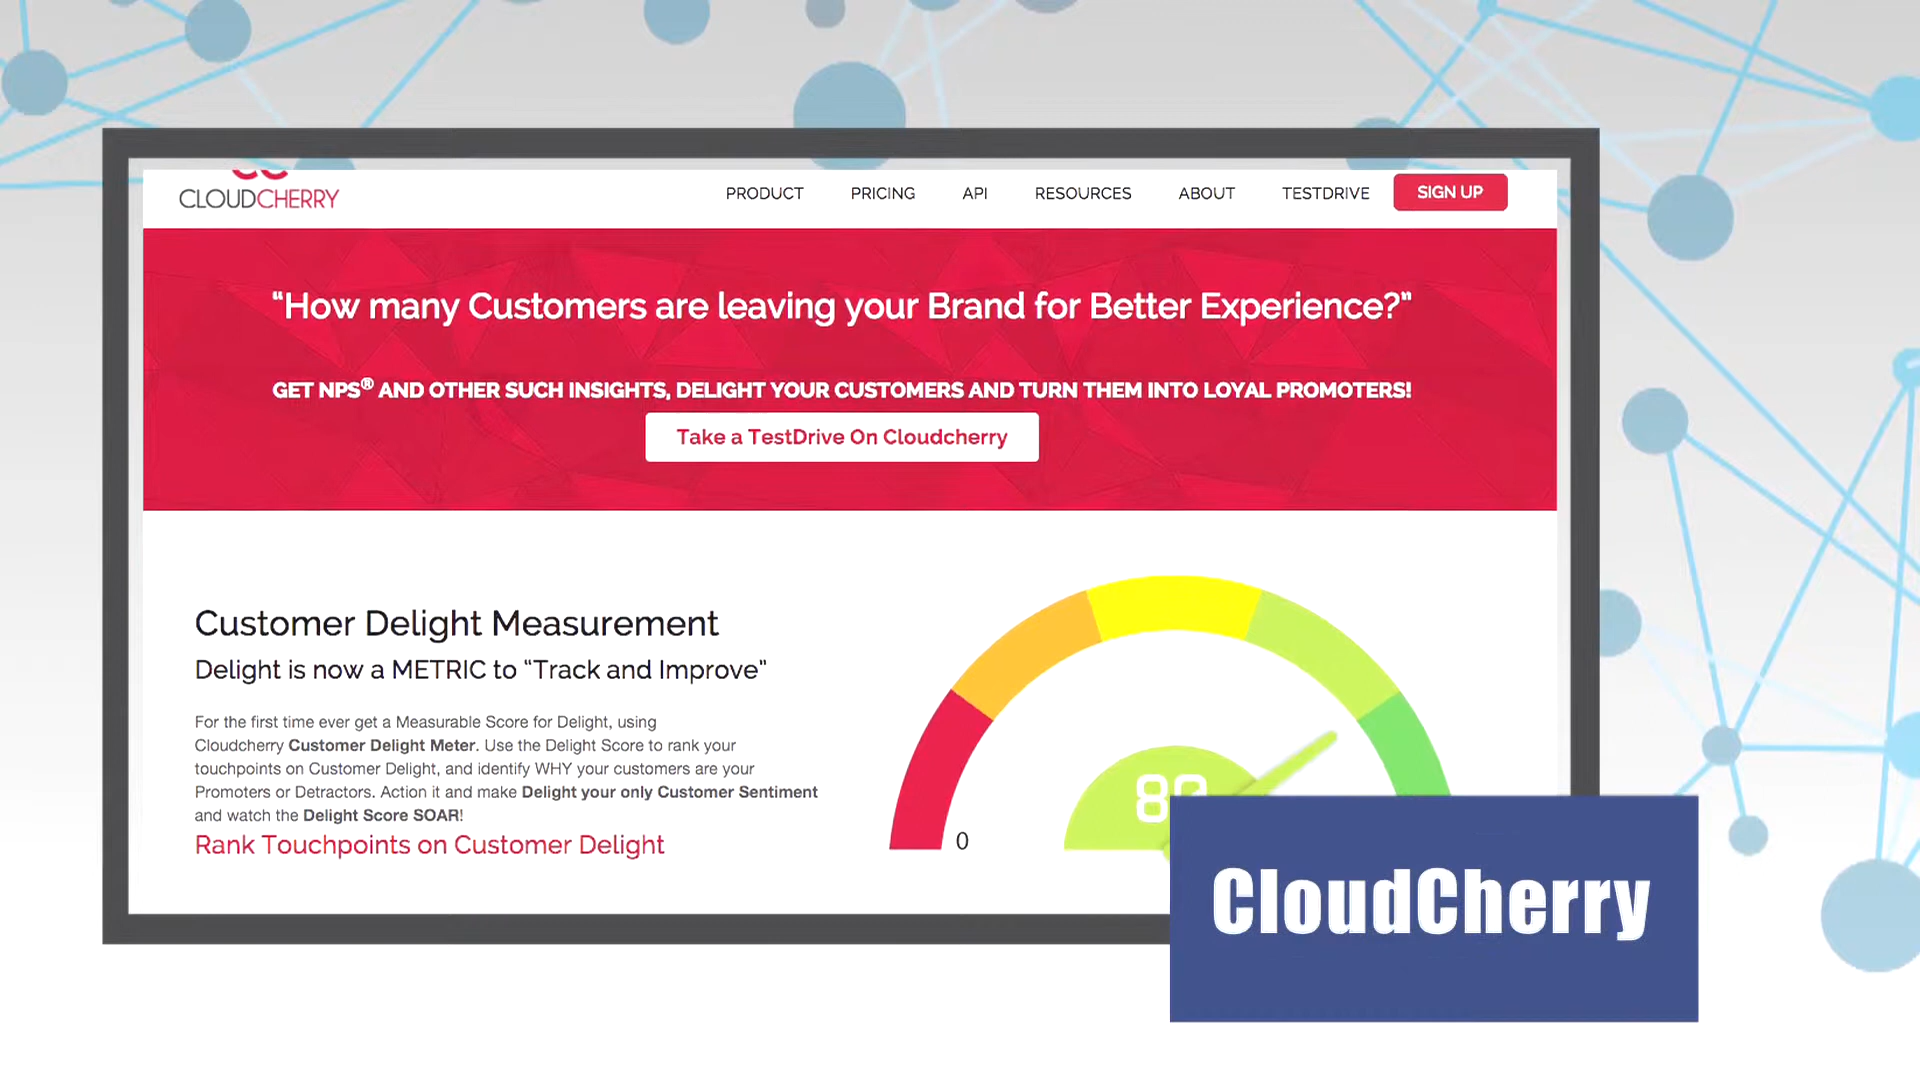 CLOUDCHERRY
PRODUCT PRICING API RESOURCES ABOUT TESTDRIVE SIGN UP
“How many Customers are leaving your Brand for Better Experience?”
GET NPS® AND OTHER SUCH INSIGHTS, DELIGHT YOUR CUSTOMERS AND TURN THEM INTO LOYAL PROMOTERS!
Take a TestDrive On Cloudcherry
Customer Delight Measurement
Delight is now a METRIC to “Track and Improve”
For the first time ever get a Measurable Score for Delight, using
Cloudcherry Customer Delight Meter. Use the Delight Score to rank your
touchpoints on Customer Delight, and identify WHY your customers are your
Promoters or Detractors. Action it and make Delight your only Customer Sentiment
and watch the Delight Score SOAR!
Rank Touchpoints on Customer Delight
0
CloudCherry